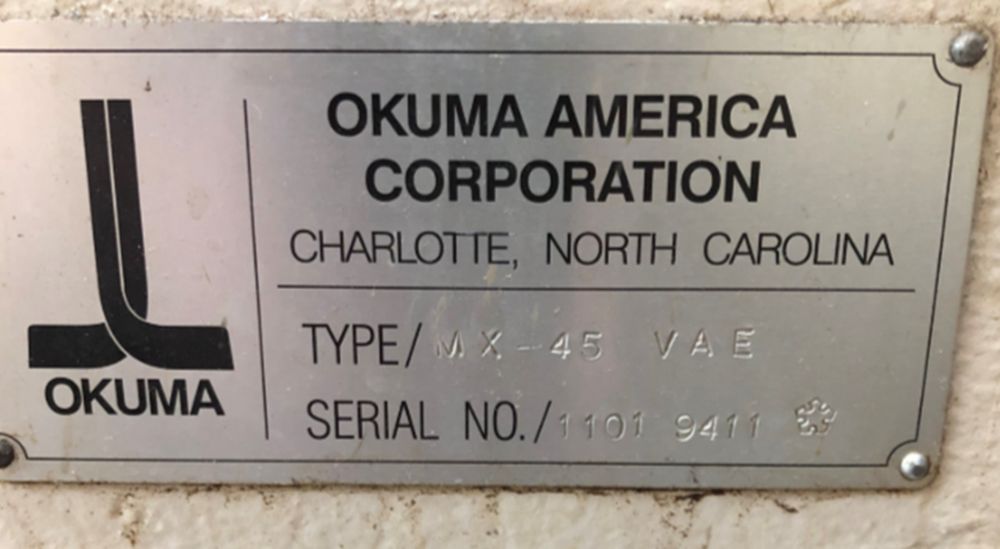 OKUMA
OKUMA AMERICA
CORPORATION
CHARLOTTE, NORTH CAROLINA
TYPE/ MX-45 VAE
SERIAL NO./ 1101 9411